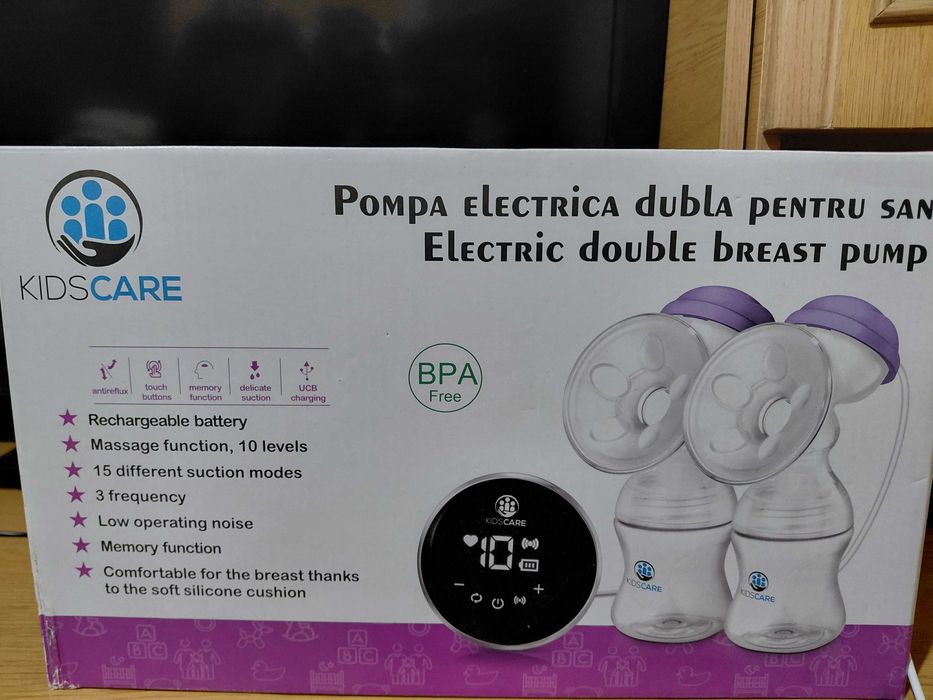 POMPA ELECTRICA DUBLA PENTRU SAN
ELECTRIC DOUBLE BREAST PUMP
KIDSCARE
antireflux
touch
buttons
memory
function
delicate
suction
UCB
charging
BPA
Free
Rechargeable battery
Massage function, 10 levels
15 different suction modes
3 frequency
Low operating noise
Memory function
Comfortable for the breast thanks
to the soft silicone cushion
KIDSCARE
10
KIDSCARE
KIDSCARE
A
B C
A
B C
A
B C